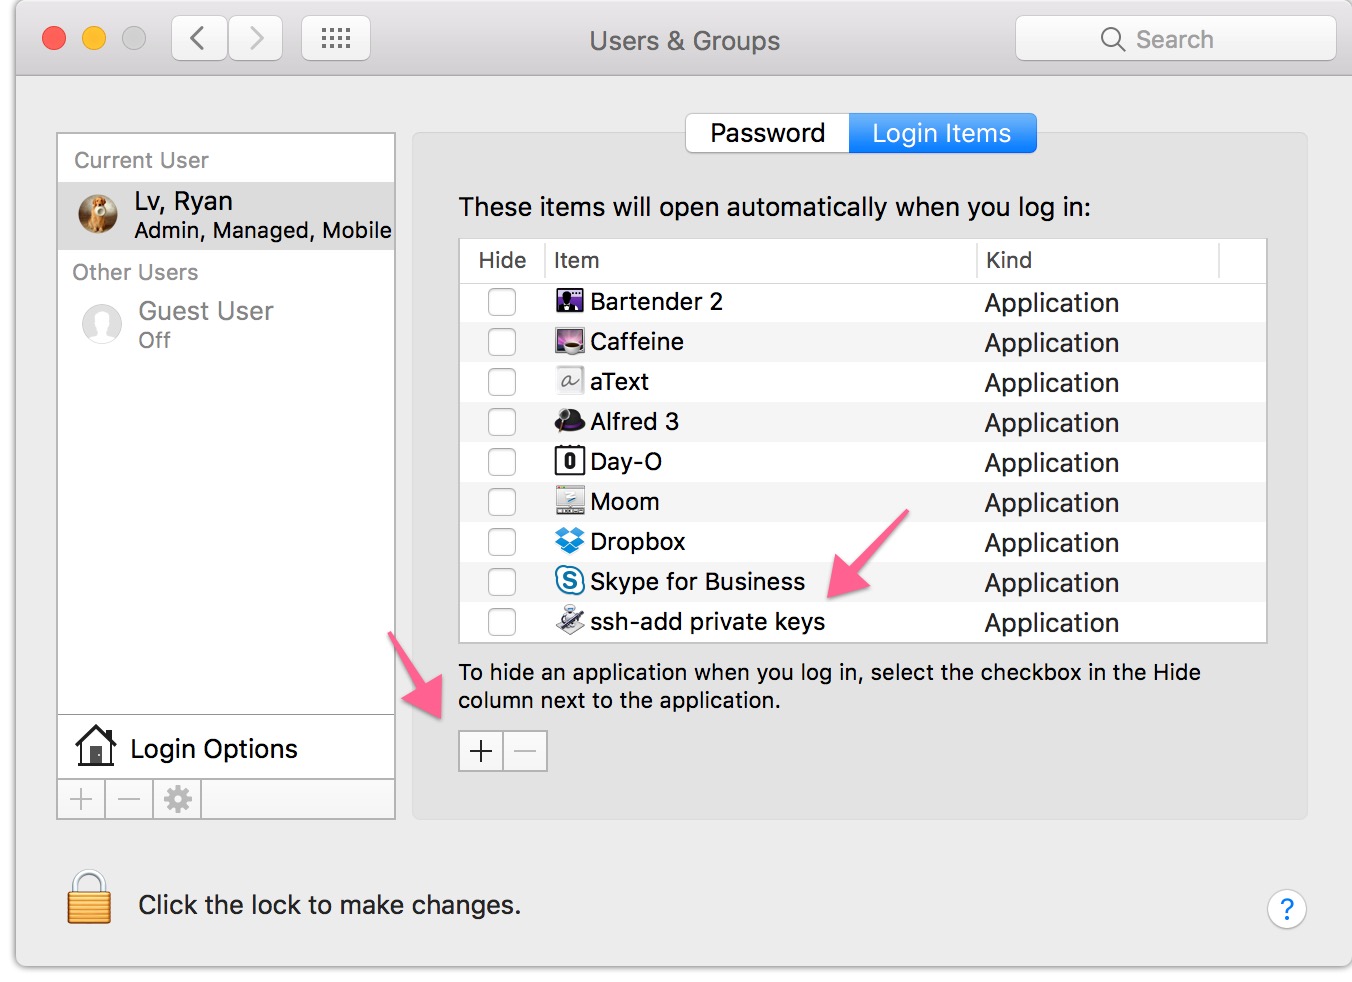 Users & Groups
Search
Password
Login Items
Current User
Lv, Ryan
Admin, Managed, Mobile
Other Users
Guest User
Off
Login Options
These items will open automatically when you log in:
Hide Item Kind
Bartender 2 Application
Caffeine Application
a aText Application
Alfred 3 Application
0 Day-O Application
Moom Application
Dropbox Application
S Skype for Business Application
ssh-add private keys Application
To hide an application when you log in, select the checkbox in the Hide
column next to the application.
Click the lock to make changes.
?